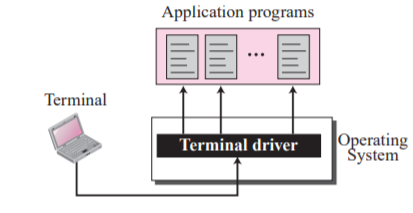 Application programs
...
Terminal
Terminal driver
Operating
System